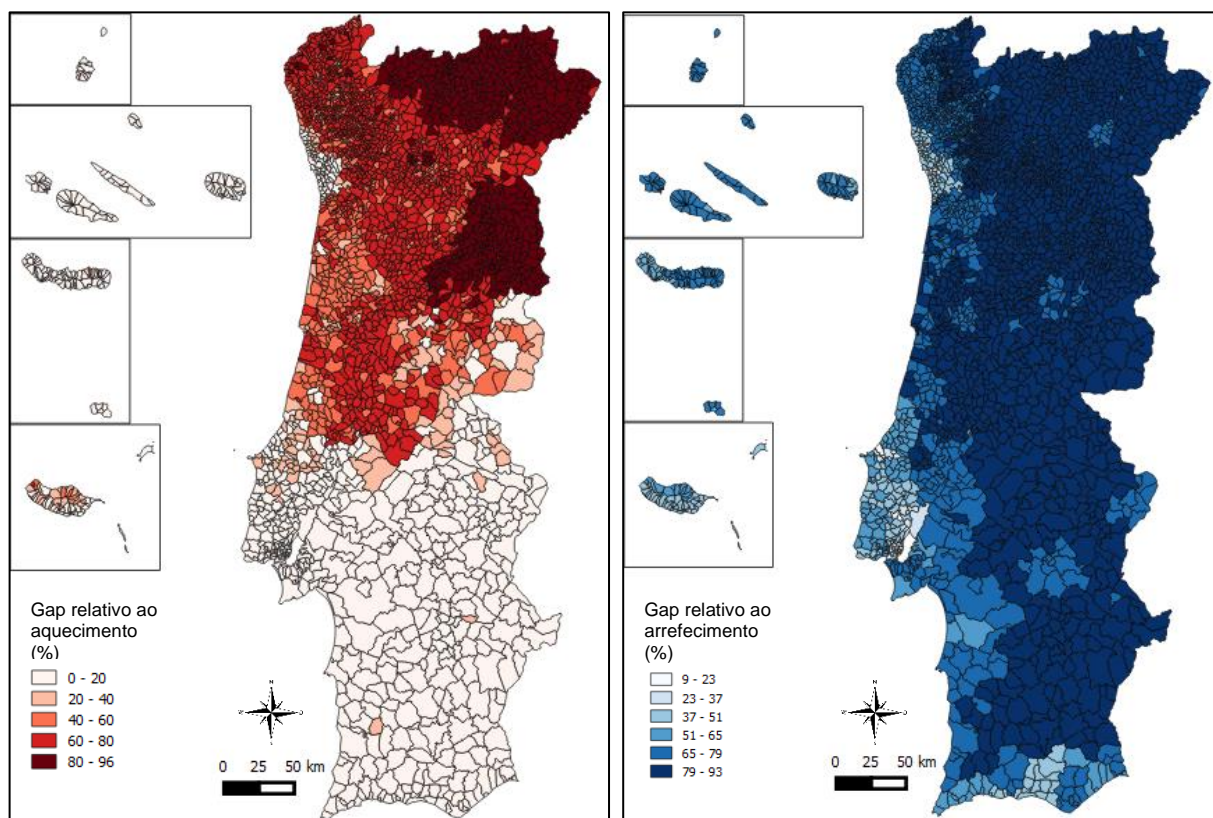 Gap relativo ao
aquecimento
(%)
0 - 20
20 - 40
40 - 60
60 - 80
80 - 96
N
0 25 50 km
Gap relativo ao
arrefecimento
(%)
9 - 23
23 - 37
37 - 51
51 - 65
65 - 79
79 - 93
N
0 25 50 km